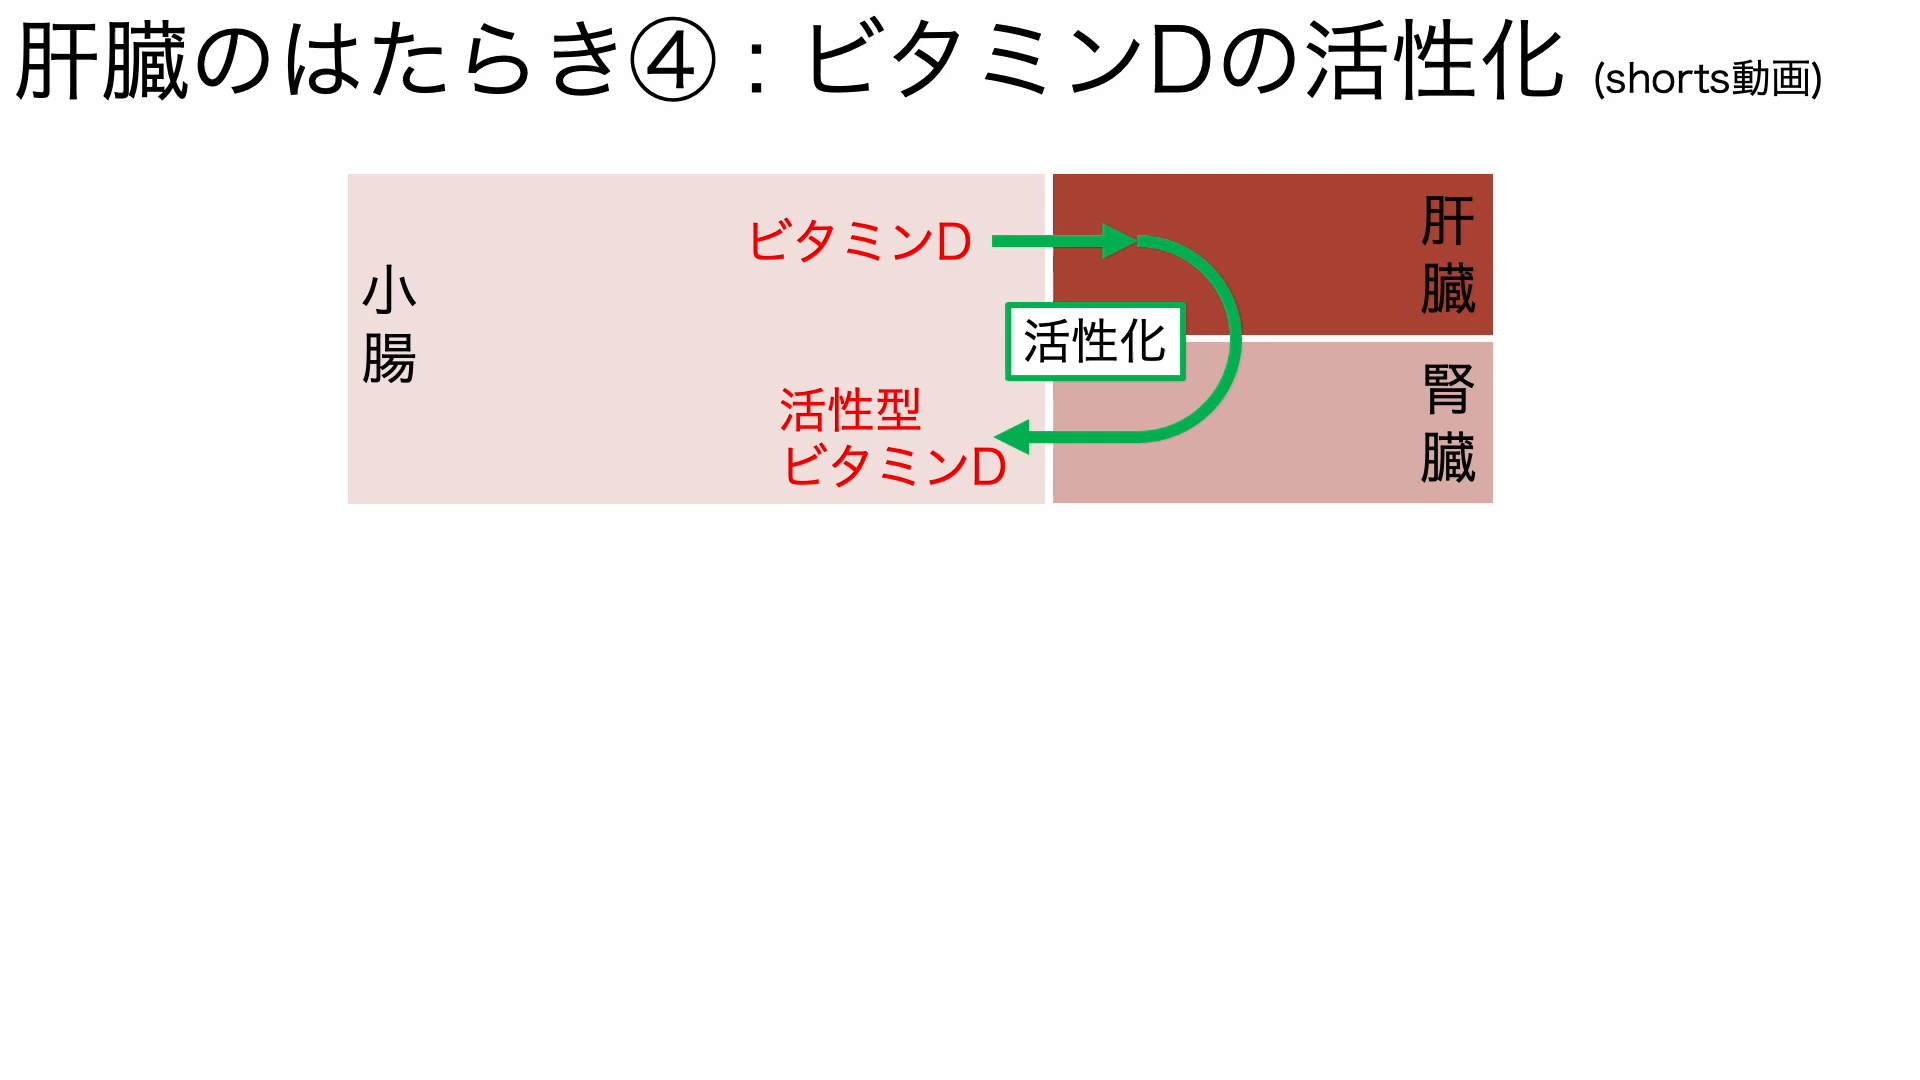 肝臓のはたらき④：ビタミンDの活性化 (shorts動画)
小腸
ビタミンD
肝臓
活性化
活性型
ビタミンD
腎臓